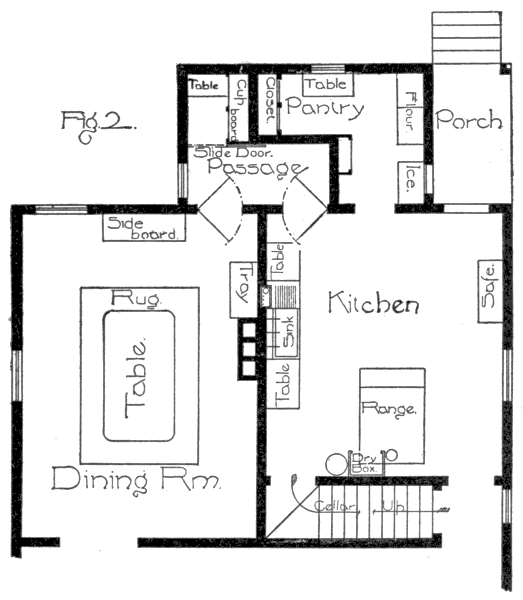 Fig. 2.
Table
Cup
board
Closet.
Table
Pantry
Flour.
Porch
Slide Door.
Passage
Ice.
Side
board.
Table
Tray
Safe.
Rug.
Kitchen
Sink
Table.
Table
Range.
Dry
Box.
Dining Rm.
Cellar
Up.